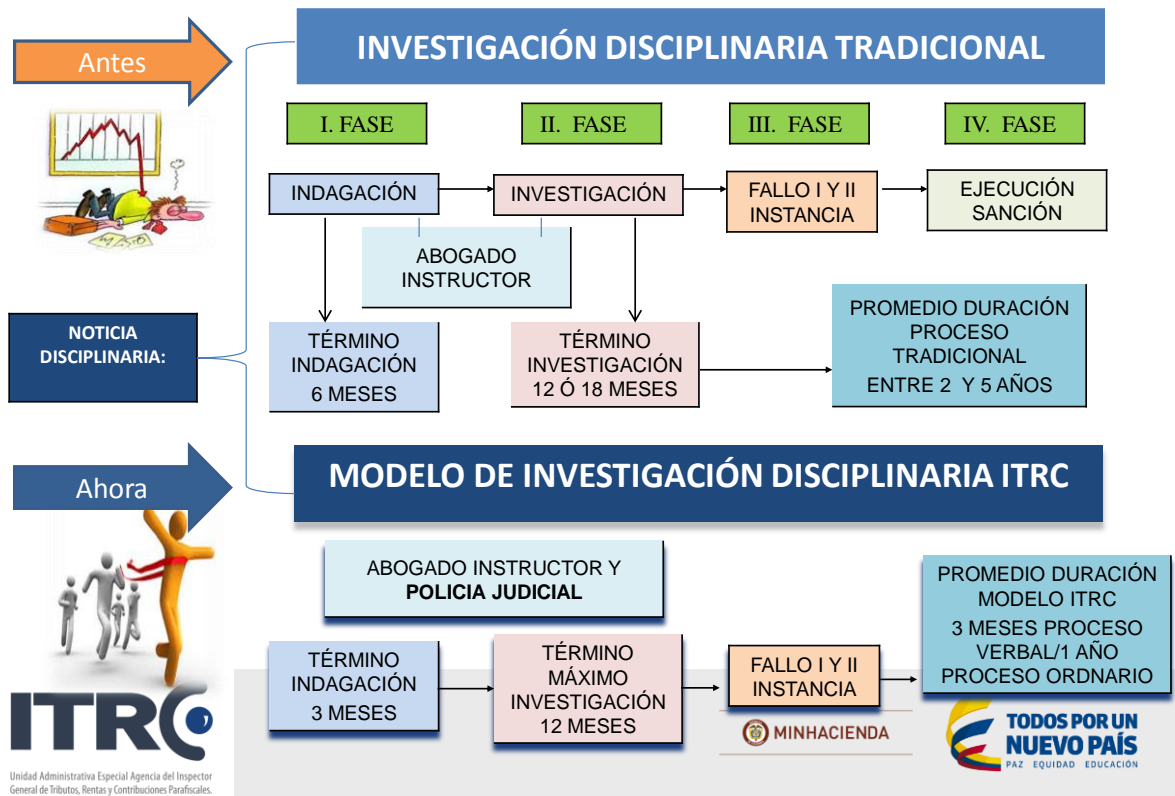 Antes
INVESTIGACIÓN DISCIPLINARIA TRADICIONAL
I. FASE
II. FASE
III. FASE
IV. FASE
INDAGACIÓN
INVESTIGACIÓN
FALLO I Y II
INSTANCIA
EJECUCIÓN
SANCIÓN
ABOGADO
INSTRUCTOR
NOTICIA
DISCIPLINARIA:
TÉRMINO
INDAGACIÓN
6 MESES
TÉRMINO
INVESTIGACIÓN
12 Ó 18 MESES
PROMEDIO DURACIÓN
PROCESO
TRADICIONAL
ENTRE 2 Y 5 AÑOS
Ahora
MODELO DE INVESTIGACIÓN DISCIPLINARIA ITRC
ABOGADO INSTRUCTOR Y
POLICIA JUDICIAL
TÉRMINO
INDAGACIÓN
3 MESES
TÉRMINO
MÁXIMO
INVESTIGACIÓN
12 MESES
FALLO I Y II
INSTANCIA
PROMEDIO DURACIÓN
MODELO ITRC
3 MESES PROCESO
VERBAL/1 AÑO
PROCESO ORDNARIO
ITRC
Unidad Administrativa Especial Agencia del Inspector
General de Tributos, Rentas y Contribuciones Parafiscales.
MINHACIENDA
TODOS POR UN
NUEVO PAÍS
PAZ EQUIDAD EDUCACIÓN